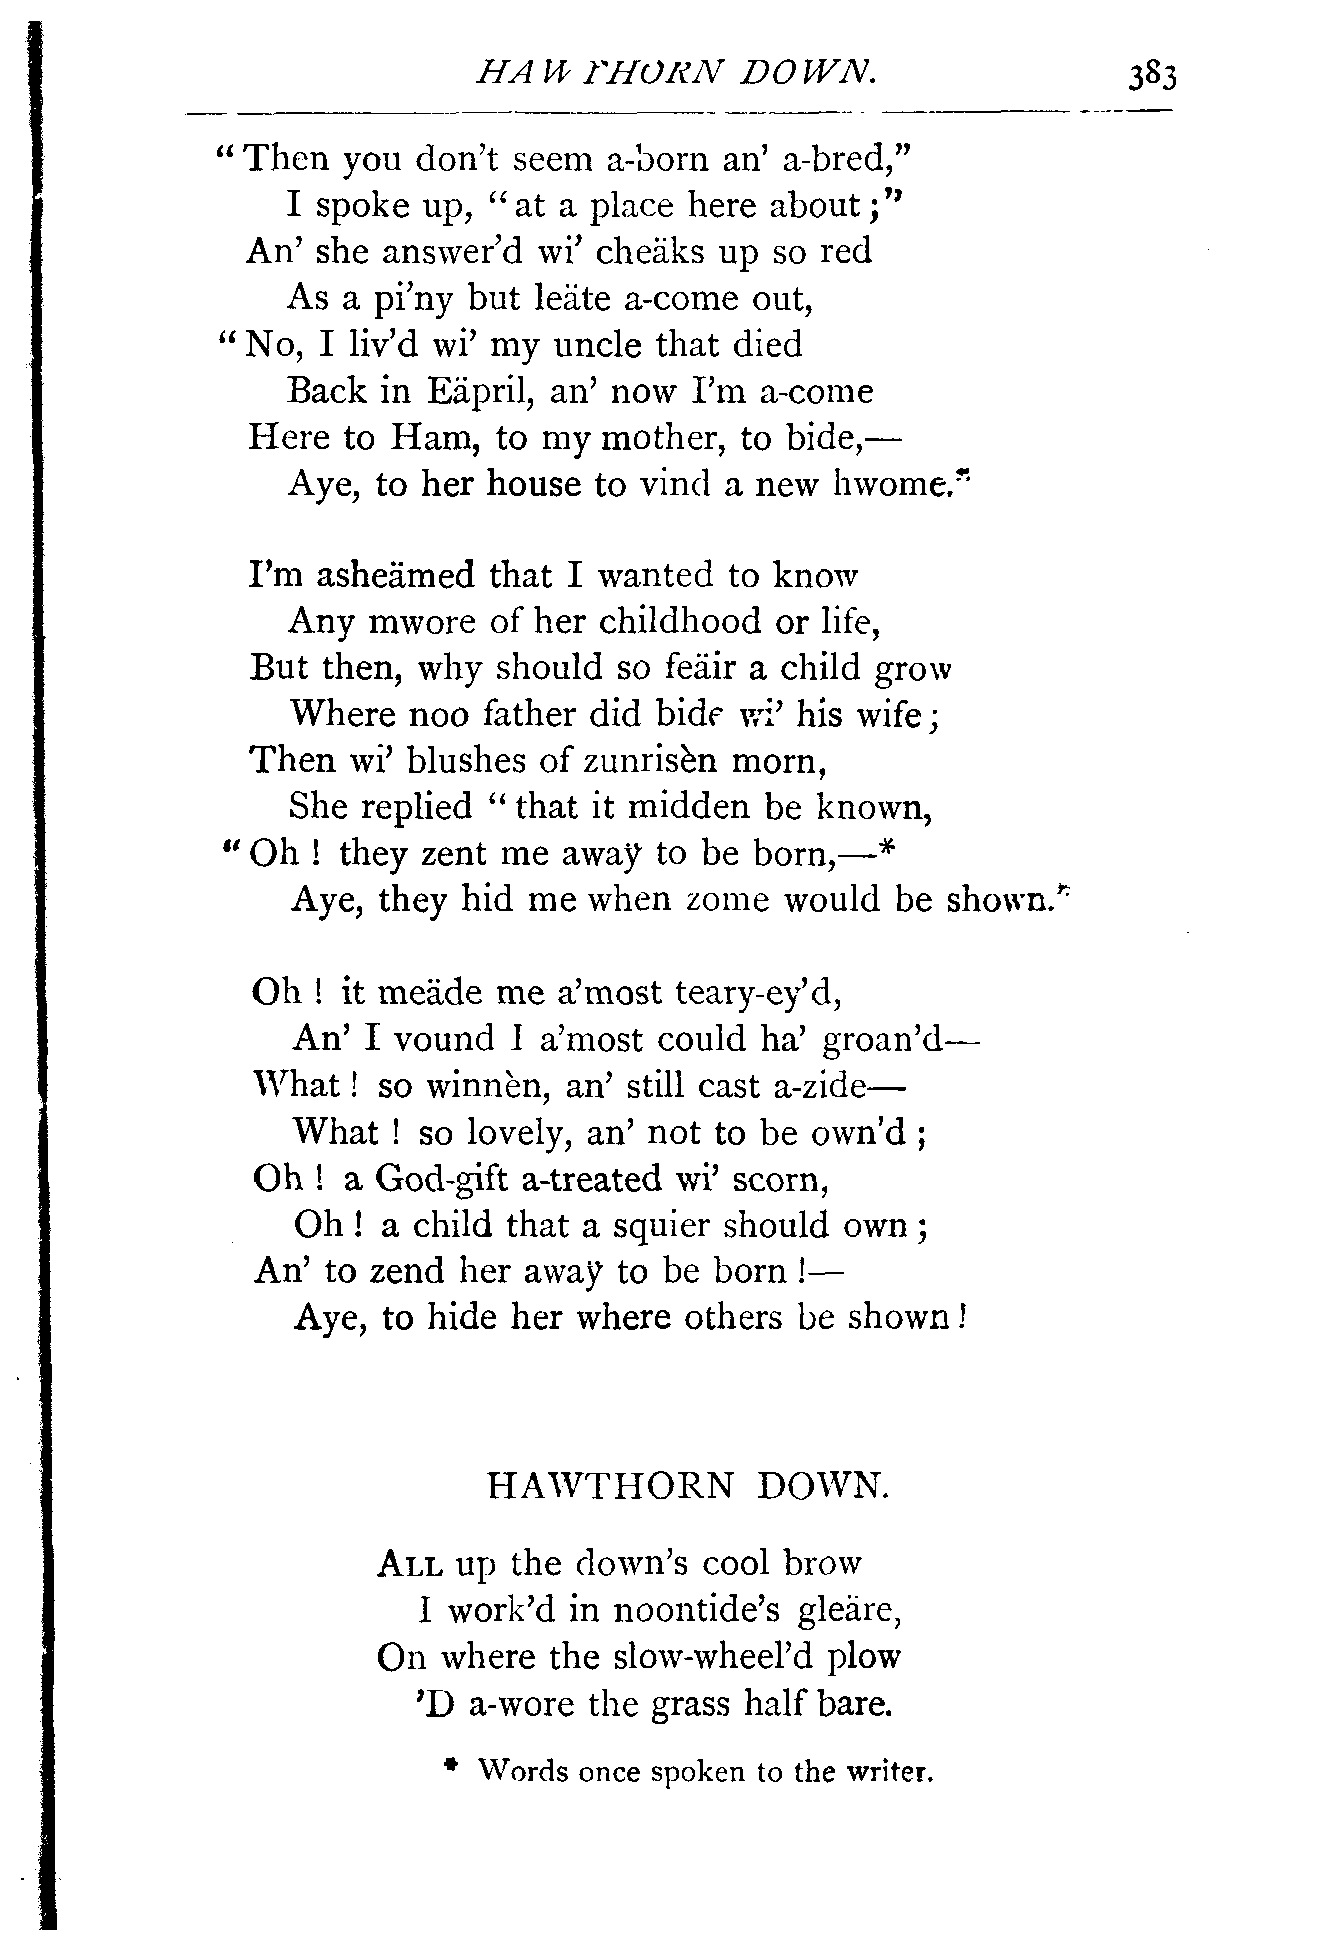 HAWTHORN DOWN. 383
“Then you don’t seem a-born an’ a-bred,”
I spoke up, “at a place here about;”
An’ she answer’d wi’ cheäks up so red
As a pi’ny but leäte a-come out,
“No, I liv’d wi’ my uncle that died
Back in Eäpril, an’ now I’m a-come
Here to Ham, to my mother, to bide,—
Aye, to her house to vind a new hwome.”
I’m asheämed that I wanted to know
Any mwore of her childhood or life,
But then, why should so feäir a child grow
Where noo father did bide wi’ his wife;
Then wi’ blushes of zunrisèn morn,
She replied “that it midden be known,
“Oh! they zent me awaÿ to be born,—*
Aye, they hid me when zome would be shown.”
Oh! it meäde me a’most teary-ey’d,
An’ I vound I a’most could ha’ groan’d—
What! so winnèn, an’ still cast a-zide—
What! so lovely, an’ not to be own’d;
Oh! a God-gift a-treated wi’ scorn,
Oh! a child that a squier should own;
An’ to zend her awaÿ to be born!—
Aye, to hide her where others be shown!
HAWTHORN DOWN.
ALL up the down’s cool brow
I work’d in noontide’s gleäre,
On where the slow-wheel’d plow
’D a-wore the grass half bare.
* Words once spoken to the writer.